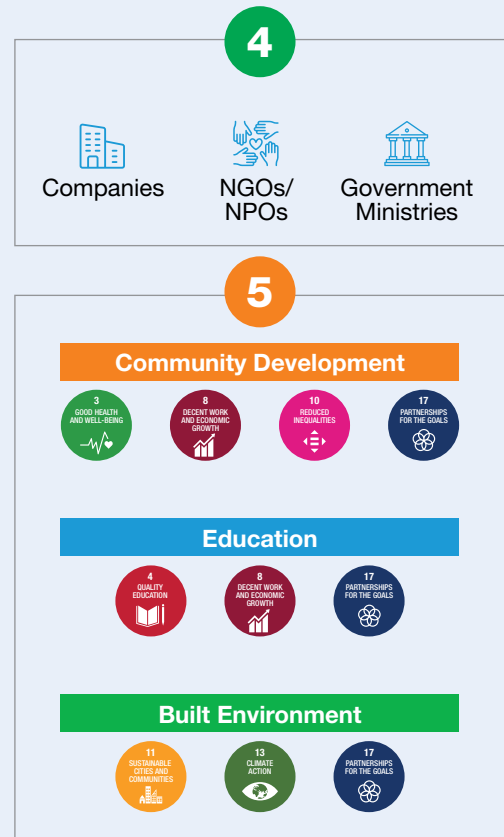 4
Companies
NGOs/
NPOs
Government
Ministries
5
Community Development
3
GOOD HEALTH
AND WELL-BEING
8
DECENT WORK
AND ECONOMIC
GROWTH
10
REDUCED
INEQUALITIES
17
PARTNERSHIPS
FOR THE GOALS
Education
4
QUALITY
EDUCATION
8
DECENT WORK
AND ECONOMIC
GROWTH
17
PARTNERSHIPS
FOR THE GOALS
Built Environment
11
SUSTAINABLE
CITIES AND
COMMUNITIES
13
CLIMATE
ACTION
17
PARTNERSHIPS
FOR THE GOALS